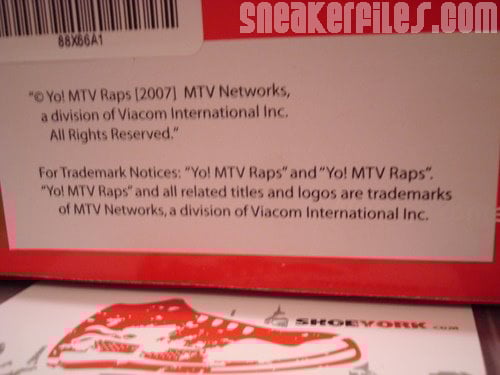 sneakerfiles.com
88X66A1
"© Yo! MTV Raps [2007] MTV Networks,
a division of Viacom International Inc.
All Rights Reserved."
For Trademark Notices: "Yo! MTV Raps" and "Yo! MTV Raps".
"Yo! MTV Raps" and all related titles and logos are trademarks
of MTV Networks, a division of Viacom International Inc.
SHOEYORK.com